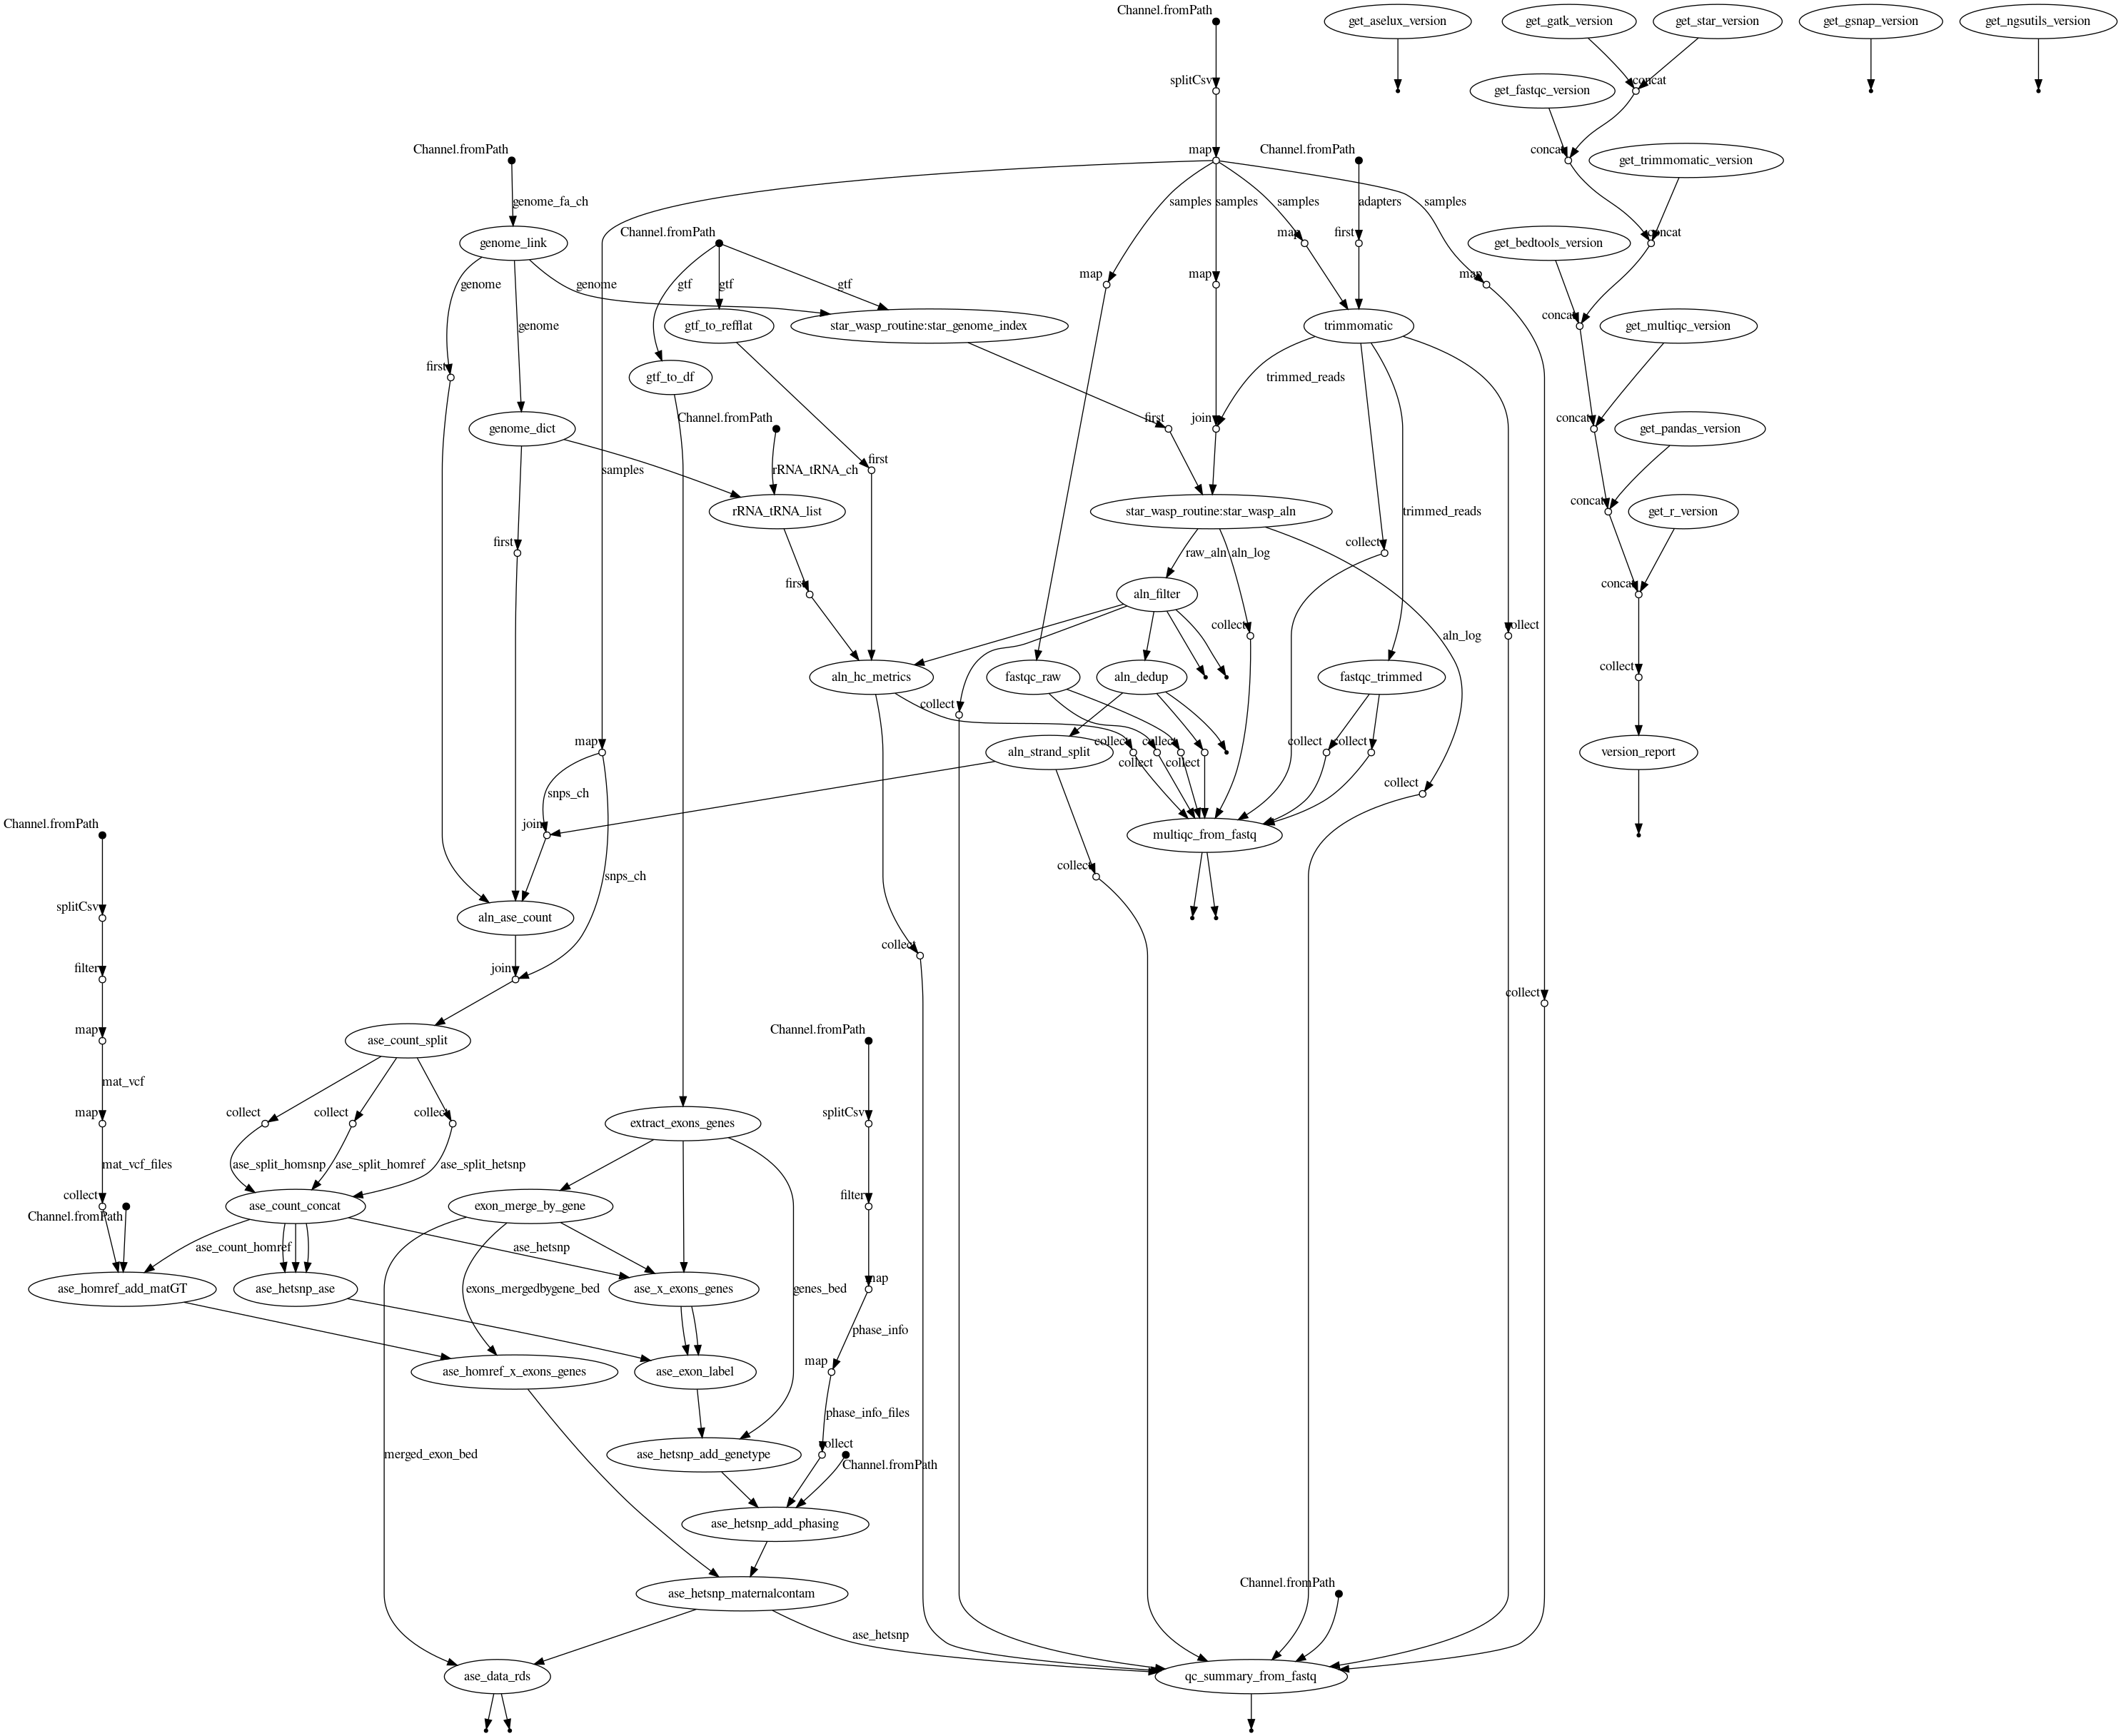 Channel.fromPath
get_aselux_version
get_gatk_version
get_star_version
get_gsnap_version
get_ngsutils_version
splitCsv
concat
get_fastqc_version
Channel.fromPath
map
Channel.fromPath
concat
get_trimmomatic_version
genome_fa_ch
samples
samples
samples
adapters
samples
Channel.fromPath
genome_link
map
first
get_bedtools_version
concat
genome
genome
gtf
gtf
gtf
map
map
map
genome
gtf_to_refflat
star_wasp_routine:star_genome_index
trimmomatic
concat
get_multiqc_version
first
gtf_to_df
trimmed_reads
Channel.fromPath
genome_dict
first
join
concat
get_pandas_version
samples
rRNA_tRNA_ch
first
rRNA_tRNA_list
star_wasp_routine:star_wasp_aln
trimmed_reads
concat
get_r_version
first
raw_aln
aln_log
collect
first
aln_filter
concat
collect
collect
aln_log
aln_hc_metrics
fastqc_raw
aln_dedup
fastqc_trimmed
collect
collect
map
aln_strand_split
collect
collect
collect
collect
collect
collect
version_report
snps_ch
collect
Channel.fromPath
join
multiqc_from_fastq
collect
snps_ch
splitCsv
aln_ase_count
collect
filter
join
collect
Channel.fromPath
map
ase_count_split
mat_vcf
map
collect
collect
collect
extract_exons_genes
splitCsv
mat_vcf_files
ase_split_homsnp
ase_split_homref
ase_split_hetsnp
collect
Channel.fromPath
ase_count_concat
exon_merge_by_gene
filter
ase_count_homref
ase_hetsnp
map
ase_homref_add_matGT
ase_hetsnp_ase
exons_mergedbygene_bed
ase_x_exons_genes
genes_bed
phase_info
map
ase_homref_x_exons_genes
ase_exon_label
phase_info_files
collect
merged_exon_bed
ase_hetsnp_add_genetype
Channel.fromPath
ase_hetsnp_add_phasing
Channel.fromPath
ase_hetsnp_maternalcontam
ase_hetsnp
ase_data_rds
qc_summary_from_fastq